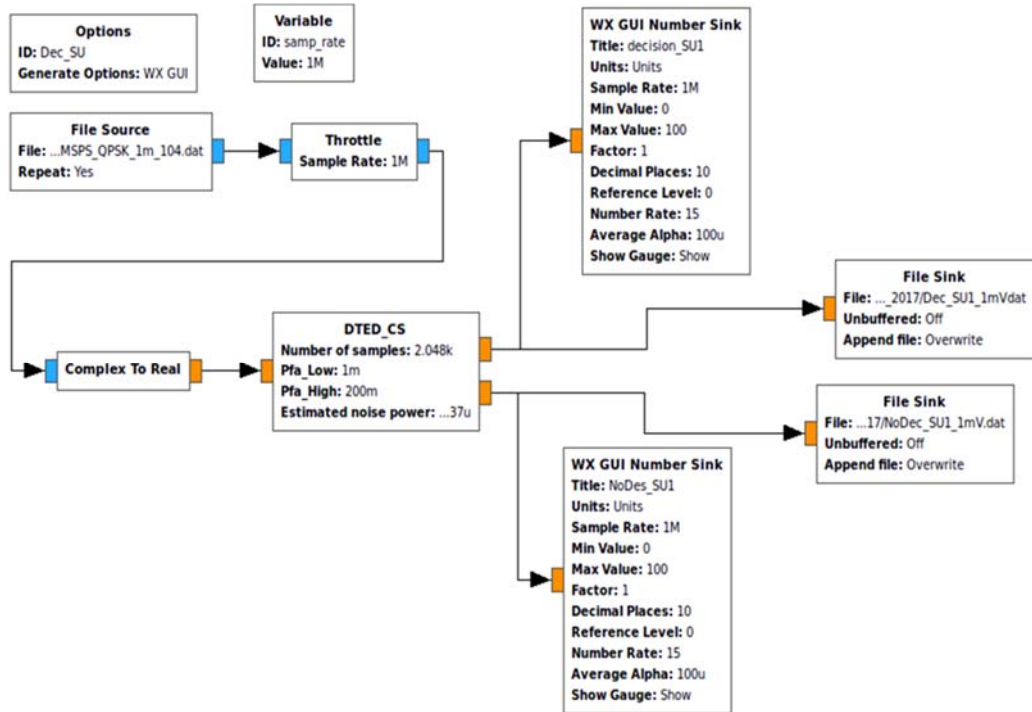 Options
ID: Dec_SU
Generate Options: WX GUI
Variable
ID: samp_rate
Value: 1M
File Source
File: ...MSPS_QPSK_1m_104.dat
Repeat: Yes
Throttle
Sample Rate: 1M
WX GUI Number Sink
Title: decision_SU1
Units: Units
Sample Rate: 1M
Min Value: 0
Max Value: 100
Factor: 1
Decimal Places: 10
Reference Level: 0
Number Rate: 15
Average Alpha: 100u
Show Gauge: Show
Complex To Real
DTED_CS
Number of samples: 2.048k
Pfa_Low: 1m
Pfa_High: 200m
Estimated noise power: ...37u
File Sink
File: ..._2017/Dec_SU1_1mVdat
Unbuffered: Off
Append file: Overwrite
File Sink
File: ...17/NoDec_SU1_1mV.dat
Unbuffered: Off
Append file: Overwrite
WX GUI Number Sink
Title: NoDes_SU1
Units: Units
Sample Rate: 1M
Min Value: 0
Max Value: 100
Factor: 1
Decimal Places: 10
Reference Level: 0
Number Rate: 15
Average Alpha: 100u
Show Gauge: Show